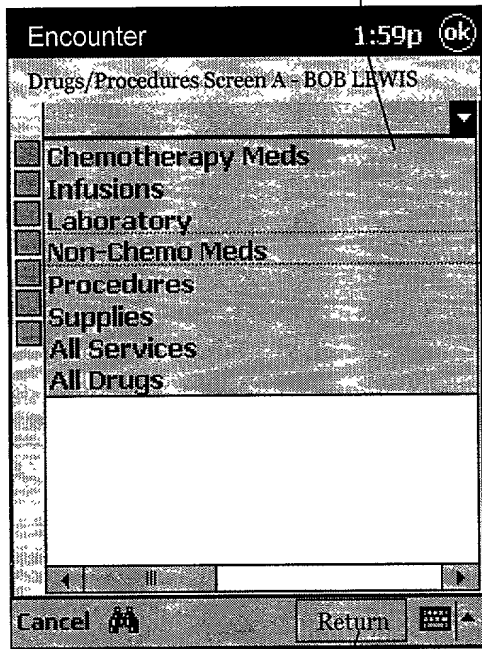 Encounter 1:59p ok
Drugs/Procedures Screen A - BOB LEWIS
Chemotherapy Meds
Infusions
Laboratory
Non-Chemo Meds
Procedures
Supplies
All Services
All Drugs
Cancel Return